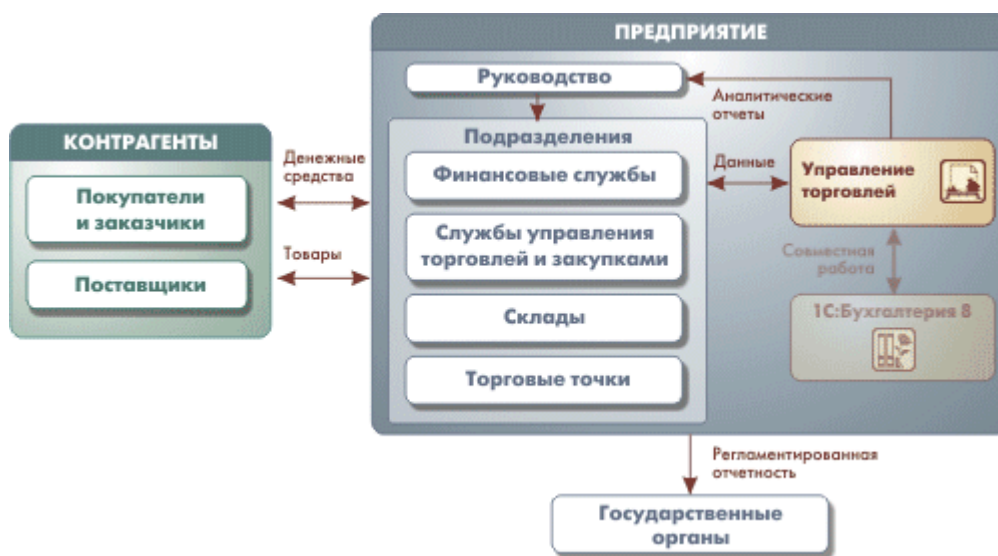 ПРЕДПРИЯТИЕ
Руководство
Аналитические
отчеты
КОНТРАГЕНТЫ
Покупатели
и заказчики
Поставщики
Денежные
средства
Товары
Подразделения
Финансовые службы
Службы управления
торговлей и закупками
Склады
Торговые точки
Данные
Управление
торговлей
Совместная
работа
1С:Бухгалтерия 8
Регламентированная
отчетность
Государственные
органы